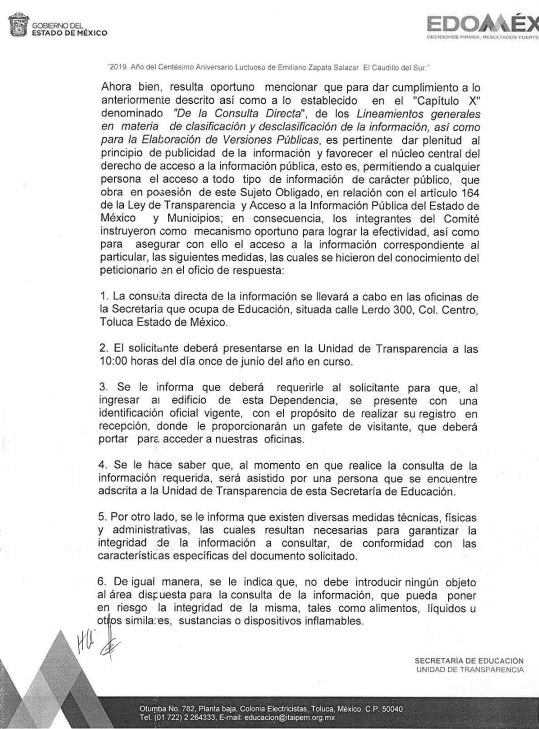 GOBIERNO DEL
ESTADO DE MÉXICO
EDOMÉX
DECISIONES FIRMES, RESULTADOS FUERTES
"2019. Año del Centésimo Aniversario Luctuoso de Emiliano Zapata Salazar. El Caudillo del Sur."
Ahora bien, resulta oportuno mencionar que para dar cumplimiento a lo
anteriormente descrito así como a lo establecido en el "Capítulo X"
denominado "De la Consulta Directa", de los Lineamientos generales
en materia de clasificación y desclasificación de la información, así como
para la Elaboración de Versiones Públicas, es pertinente dar plenitud al
principio de publicidad de la información y favorecer el núcleo central del
derecho de acceso a la información pública, esto es, permitiendo a cualquier
persona el acceso a todo tipo de información de carácter público, que
obra en posesión de este Sujeto Obligado, en relación con el artículo 164
de la Ley de Transparencia y Acceso a la Información Pública del Estado de
México y Municipios; en consecuencia, los integrantes del Comité
instruyeron como mecanismo oportuno para lograr la efectividad, así como
para asegurar con ello el acceso a la información correspondiente al
particular, las siguientes medidas, las cuales se hicieron del conocimiento del
peticionario en el oficio de respuesta:
1. La consulta directa de la información se llevará a cabo en las oficinas de
la Secretaría que ocupa de Educación, situada calle Lerdo 300, Col. Centro,
Toluca Estado de México.
2. El solicitante deberá presentarse en la Unidad de Transparencia a las
10:00 horas del día once de junio del año en curso.
3. Se le informa que deberá requerirle al solicitante para que, al
ingresar al edificio de esta Dependencia, se presente con una
identificación oficial vigente, con el propósito de realizar su registro en
recepción, donde le proporcionarán un gafete de visitante, que deberá
portar para acceder a nuestras oficinas.
4. Se le hace saber que, al momento en que realice la consulta de la
información requerida, será asistido por una persona que se encuentre
adscrita a la Unidad de Transparencia de esta Secretaría de Educación.
5. Por otro lado, se le informa que existen diversas medidas técnicas, físicas
y administrativas, las cuales resultan necesarias para garantizar la
integridad de la información a consultar, de conformidad con las
características específicas del documento solicitado.
6. De igual manera, se le indica que, no debe introducir ningún objeto
al área dispuesta para la consulta de la información, que pueda poner
en riesgo la integridad de la misma, tales como alimentos, líquidos u
otros similares, sustancias o dispositivos inflamables.
SECRETARÍA DE EDUCACIÓN
UNIDAD DE TRANSPARENCIA
Otumba No. 782, Planta baja, Colonia Electricistas, Toluca, México. C.P. 50040
Tel. (01 722) 2 264333, E-mail: educacion@itaipem.org.mx